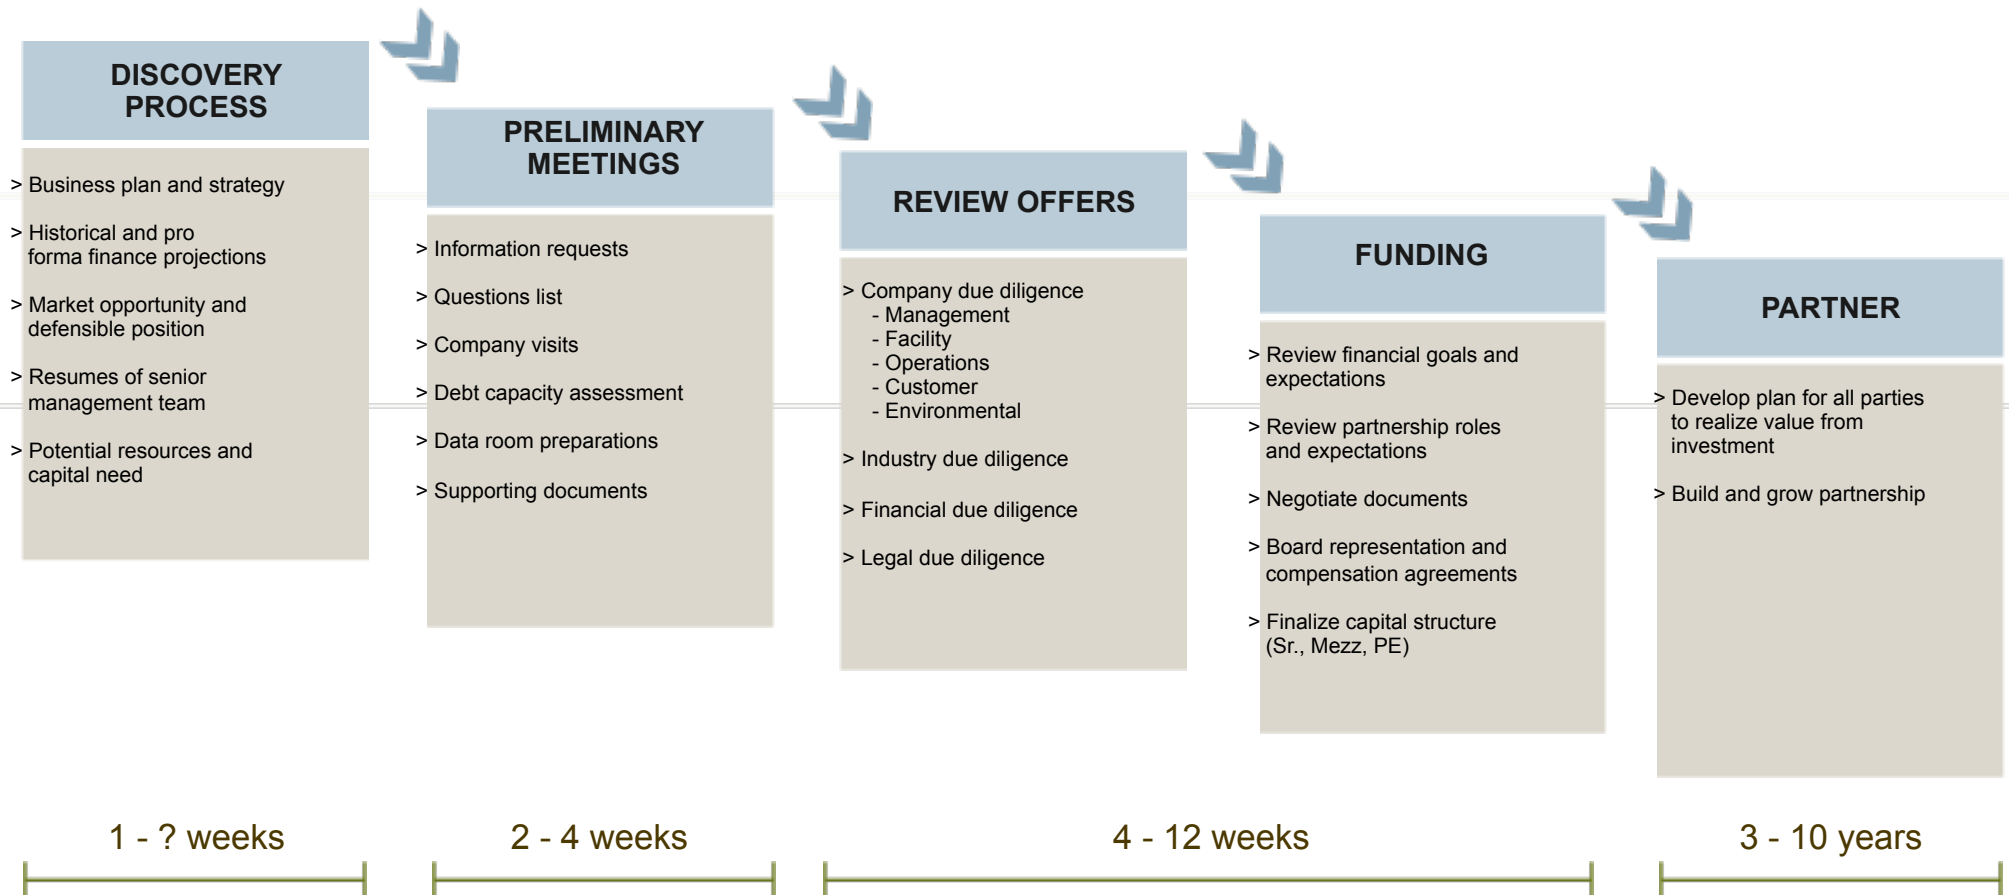 DISCOVERY
PROCESS
> Business plan and strategy
> Historical and pro
forma finance projections
> Market opportunity and
defensible position
> Resumes of senior
management team
> Potential resources and
capital need
PRELIMINARY
MEETINGS
> Information requests
> Questions list
> Company visits
> Debt capacity assessment
> Data room preparations
> Supporting documents
REVIEW OFFERS
> Company due diligence
- Management
- Facility
- Operations
- Customer
- Environmental
> Industry due diligence
> Financial due diligence
> Legal due diligence
FUNDING
> Review financial goals and
expectations
> Review partnership roles
and expectations
> Negotiate documents
> Board representation and
compensation agreements
> Finalize capital structure
(Sr., Mezz, PE)
PARTNER
> Develop plan for all parties
to realize value from
investment
> Build and grow partnership
1 - ? weeks
2 - 4 weeks
4 - 12 weeks
3 - 10 years